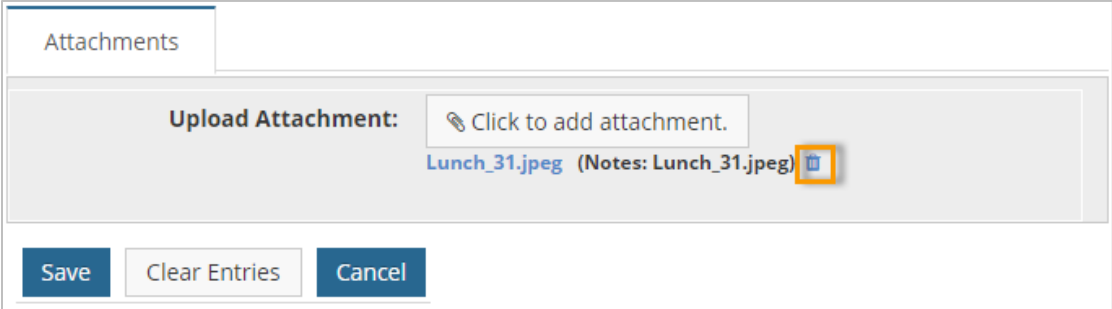 Attachments
Upload Attachment:
Click to add attachment.
Lunch_31.jpeg (Notes: Lunch_31.jpeg)
Save Clear Entries Cancel